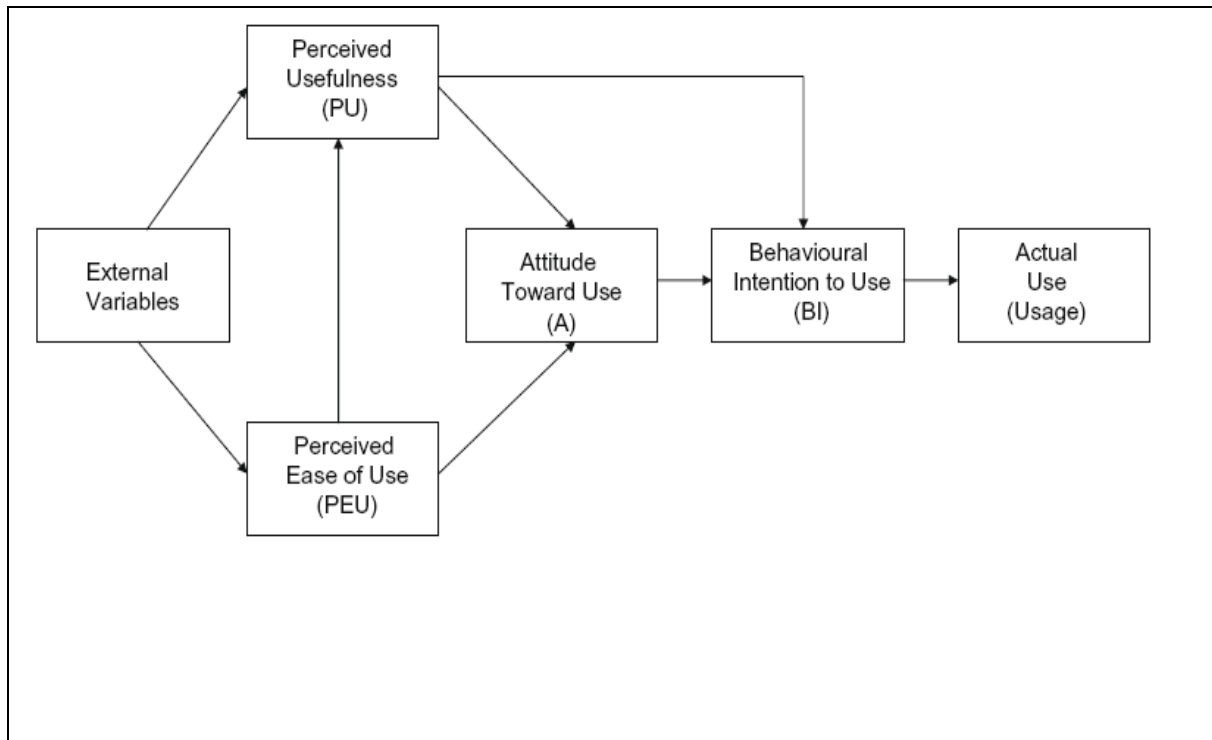 Perceived
Usefulness
(PU)
External
Variables
Attitude
Toward Use
(A)
Behavioural
Intention to Use
(BI)
Actual
Use
(Usage)
Perceived
Ease of Use
(PEU)